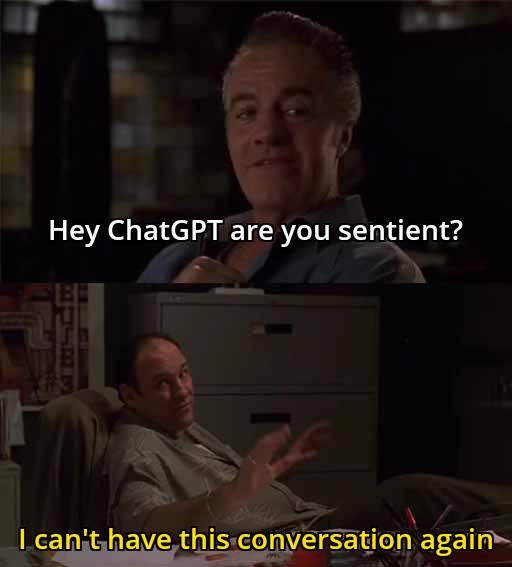 Hey ChatGPT are you sentient?
I can't have this conversation again